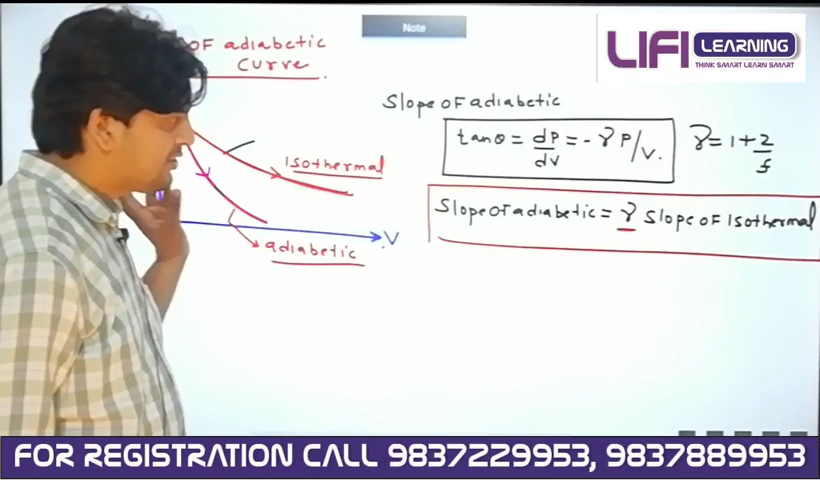 OF adiabetic
Curve
Note
LIFI LEARNING
THINK SMART LEARN SMART
Slope OF adiabetic
tanθ = dP/dV = - γ P/V.
γ = 1 + 2/f
Isothermal
Slope OF adiabetic = γ Slope OF Isothermal
V
adiabetic
FOR REGISTRATION CALL 9837229953, 9837889953